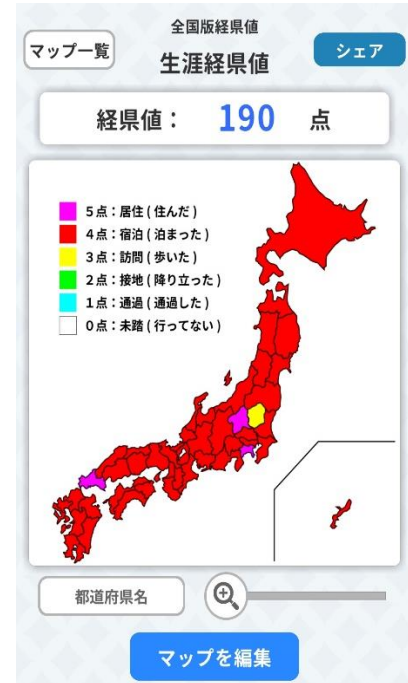 全国版経県値
マップ一覧
生涯経県値
シェア
経県値： 190 点
5点：居住(住んだ)
4点：宿泊(泊まった)
3点：訪問(歩いた)
2点：接地(降り立った)
1点：通過(通過した)
0点：未踏(行ってない)
都道府県名
マップを編集